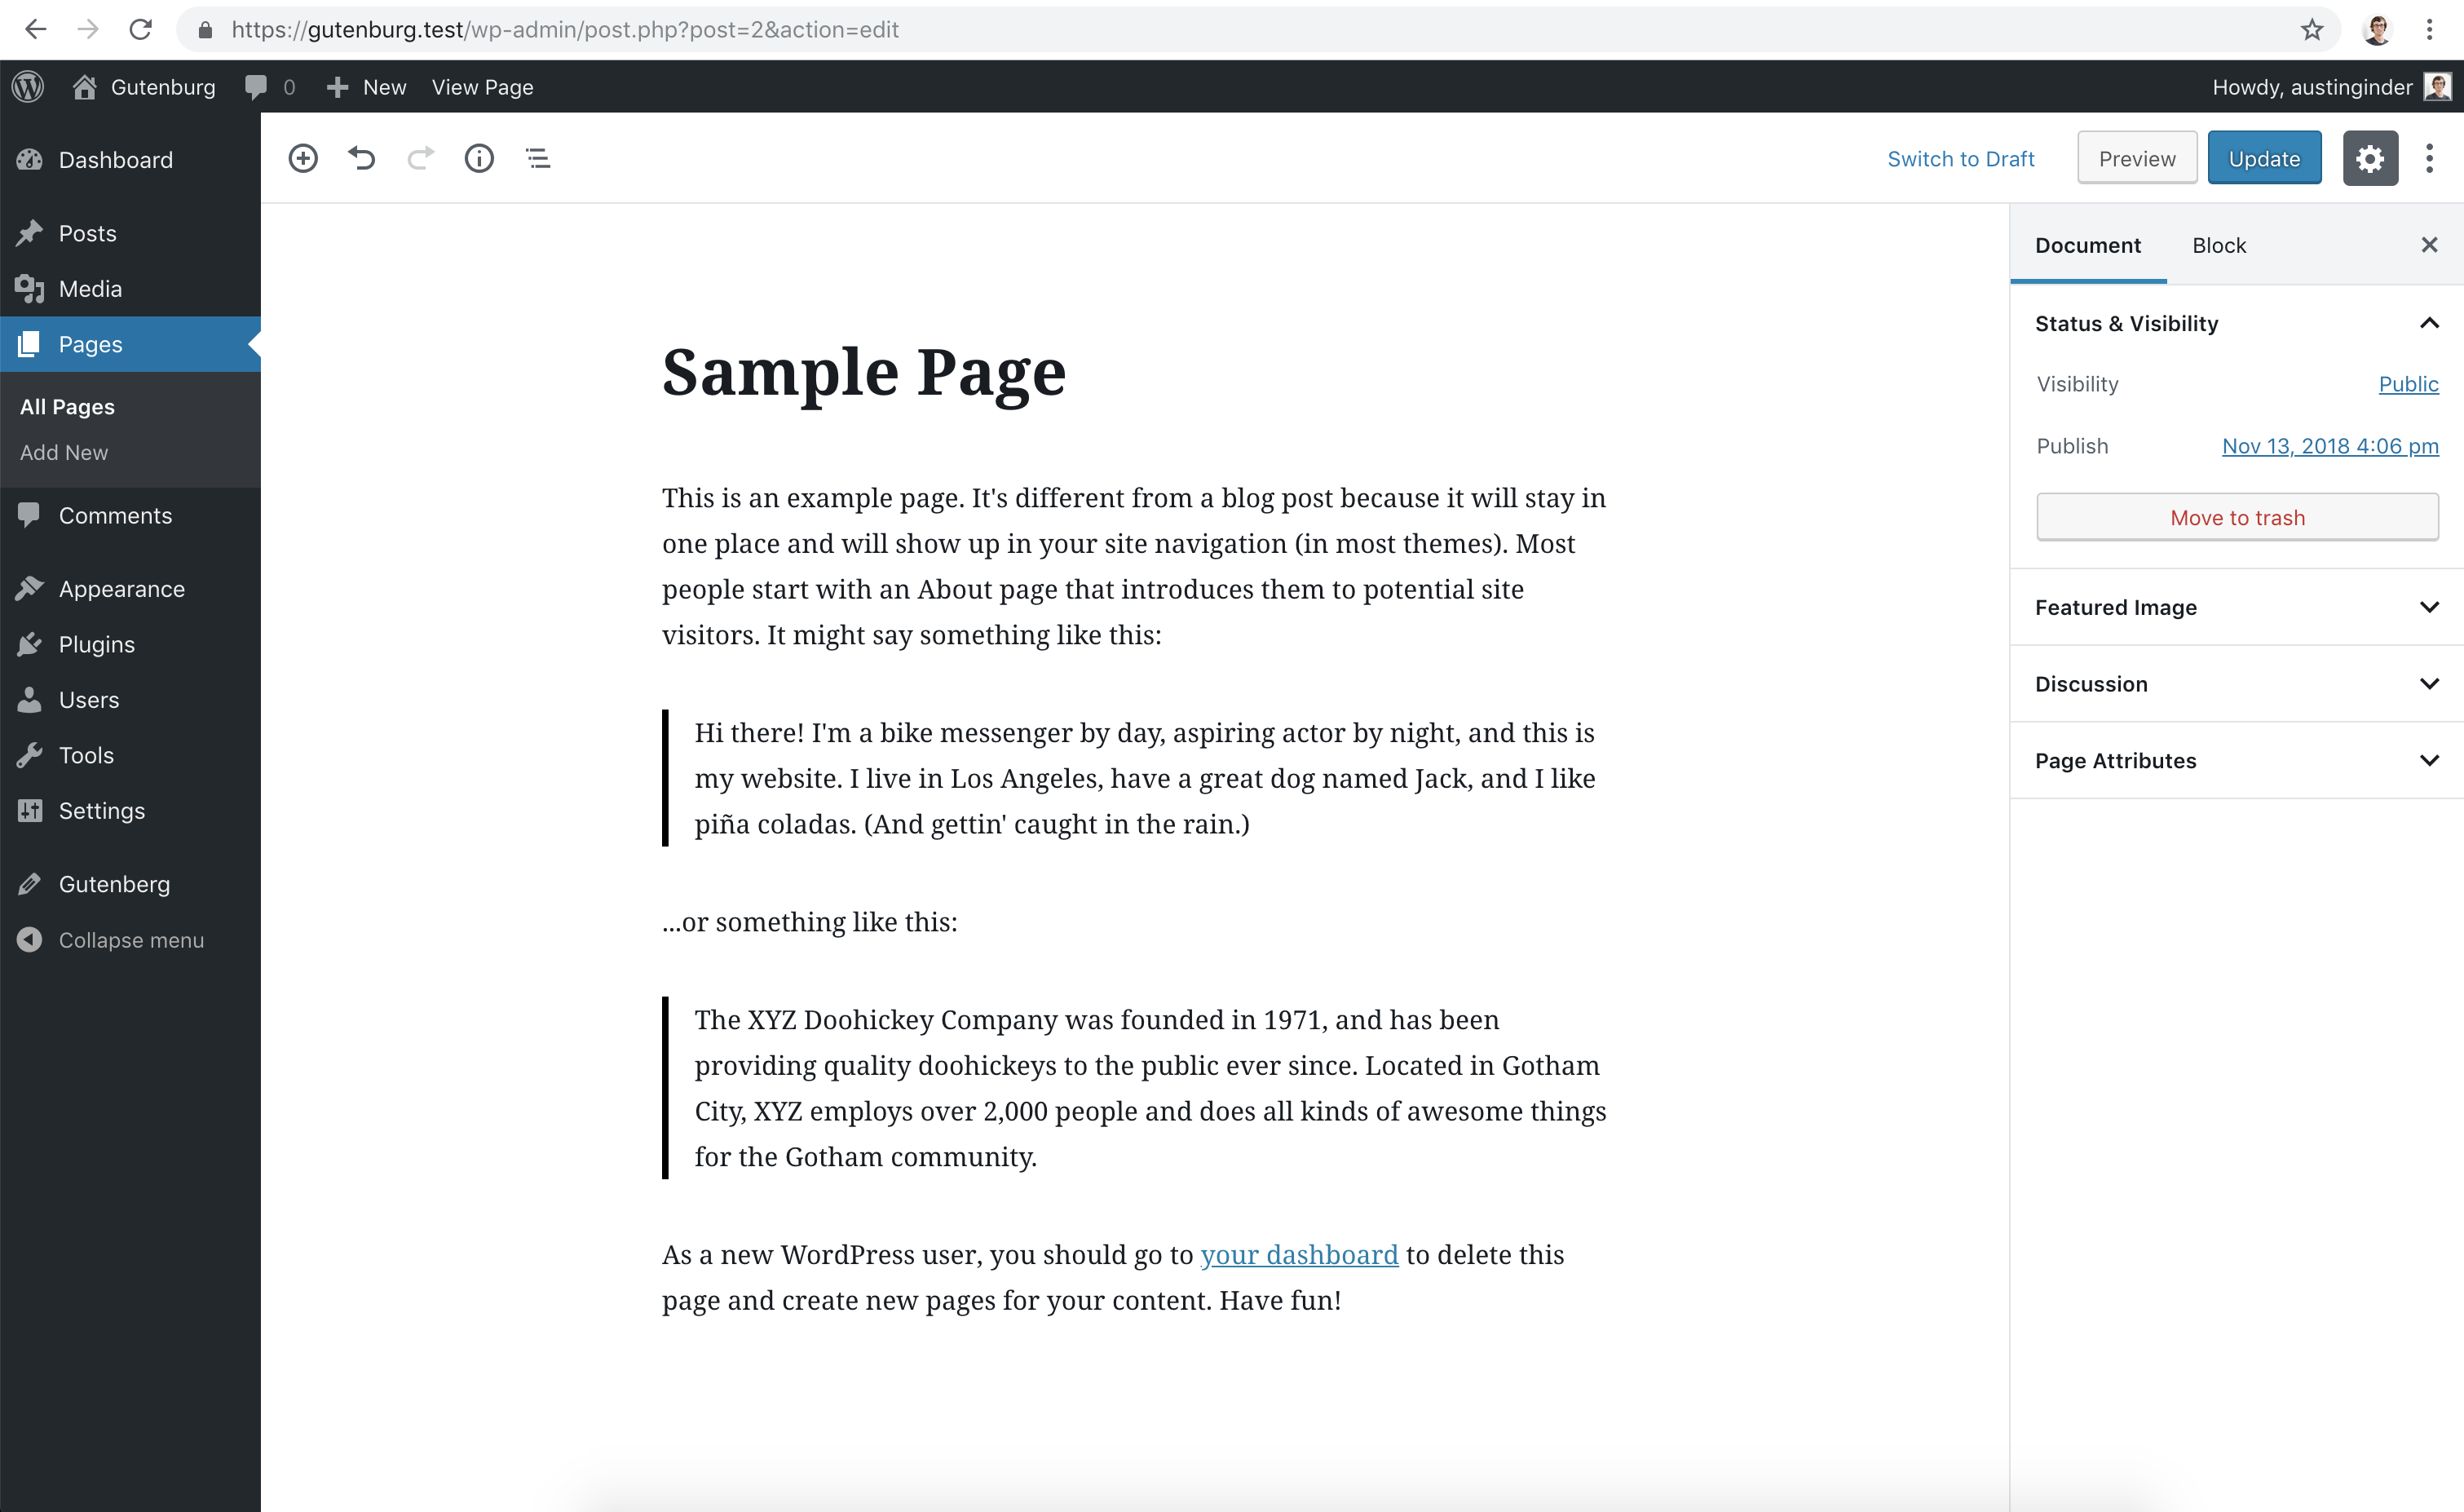 https://gutenburg.test/wp-admin/post.php?post=2&action=edit
Gutenburg
0
New
View Page
Howdy, austinginder
Dashboard
Posts
Media
Pages
All Pages
Add New
Comments
Appearance
Plugins
Users
Tools
Settings
Gutenberg
Collapse menu
Switch to Draft
Preview
Update
Sample Page
This is an example page. It's different from a blog post because it will stay in
one place and will show up in your site navigation (in most themes). Most
people start with an About page that introduces them to potential site
visitors. It might say something like this:
Hi there! I'm a bike messenger by day, aspiring actor by night, and this is
my website. I live in Los Angeles, have a great dog named Jack, and I like
piña coladas. (And gettin' caught in the rain.)
...or something like this:
The XYZ Doohickey Company was founded in 1971, and has been
providing quality doohickeys to the public ever since. Located in Gotham
City, XYZ employs over 2,000 people and does all kinds of awesome things
for the Gotham community.
As a new WordPress user, you should go to your dashboard to delete this
page and create new pages for your content. Have fun!
Document
Block
Status & Visibility
Visibility
Public
Publish
Nov 13, 2018 4:06 pm
Move to trash
Featured Image
Discussion
Page Attributes